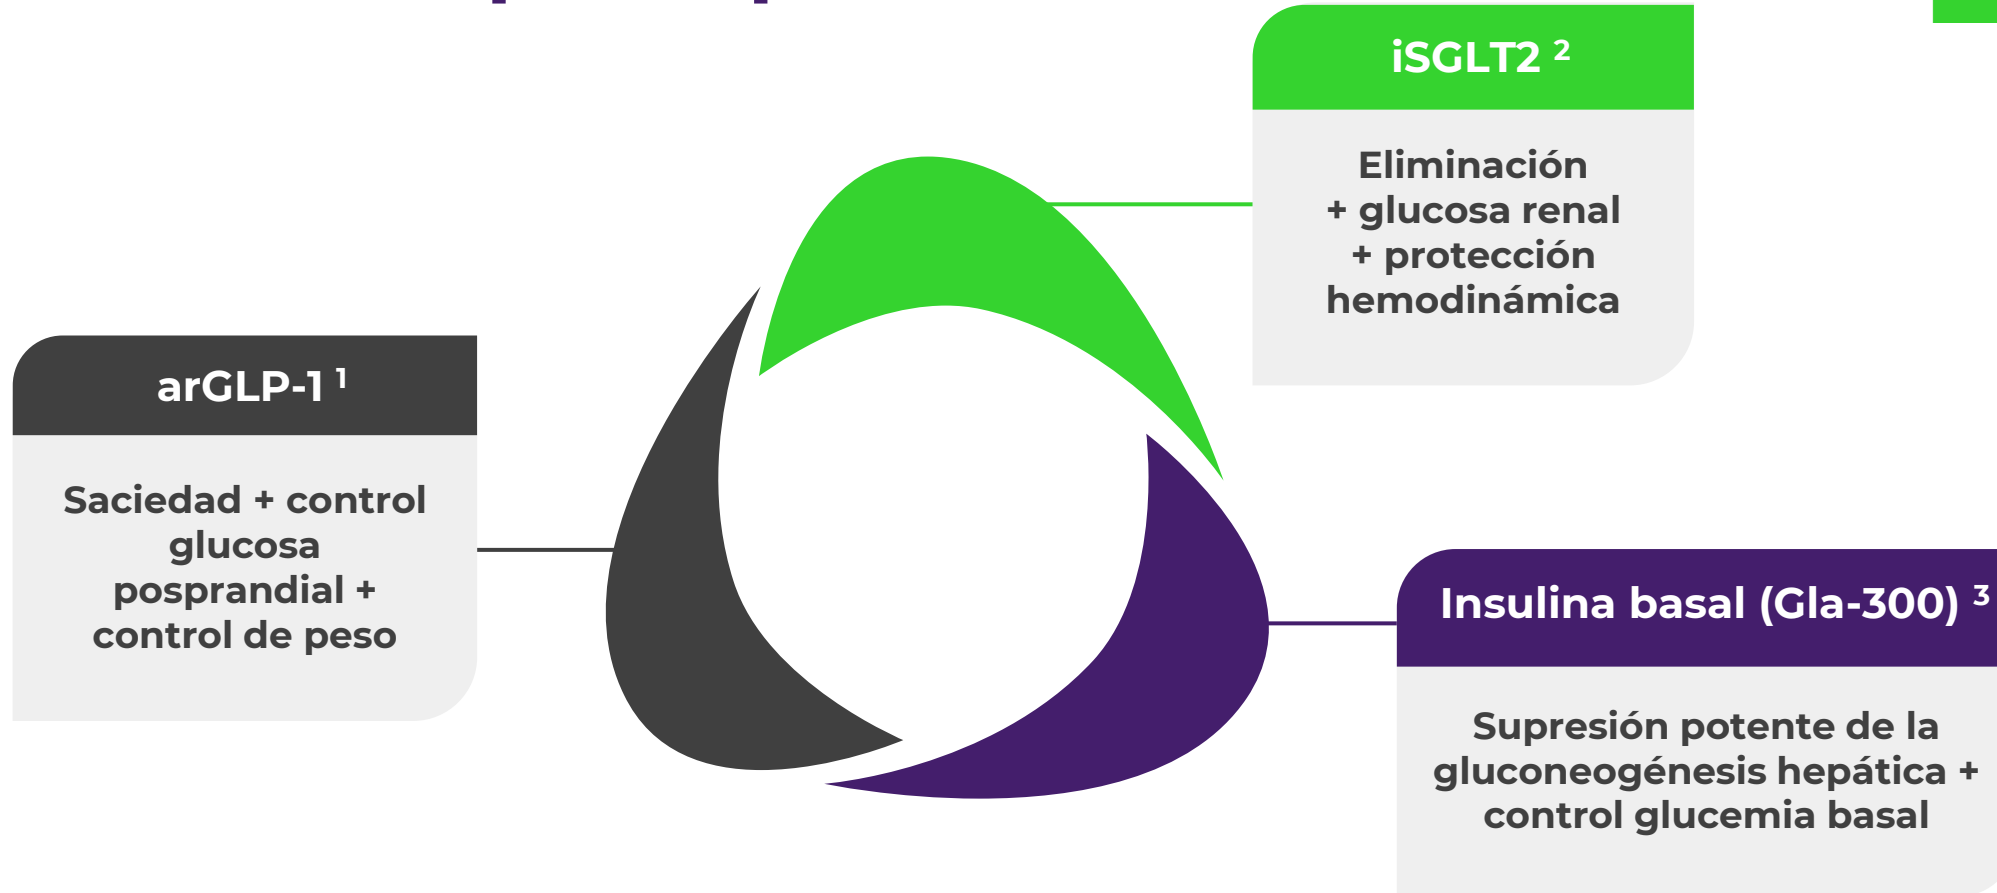 iSGLT2 ²
Eliminación
+ glucosa renal
+ protección
hemodinámica
arGLP-1 ¹
Saciedad + control
glucosa
posprandial +
control de peso
Insulina basal (Gla-300) ³
Supresión potente de la
gluconeogénesis hepática +
control glucemia basal